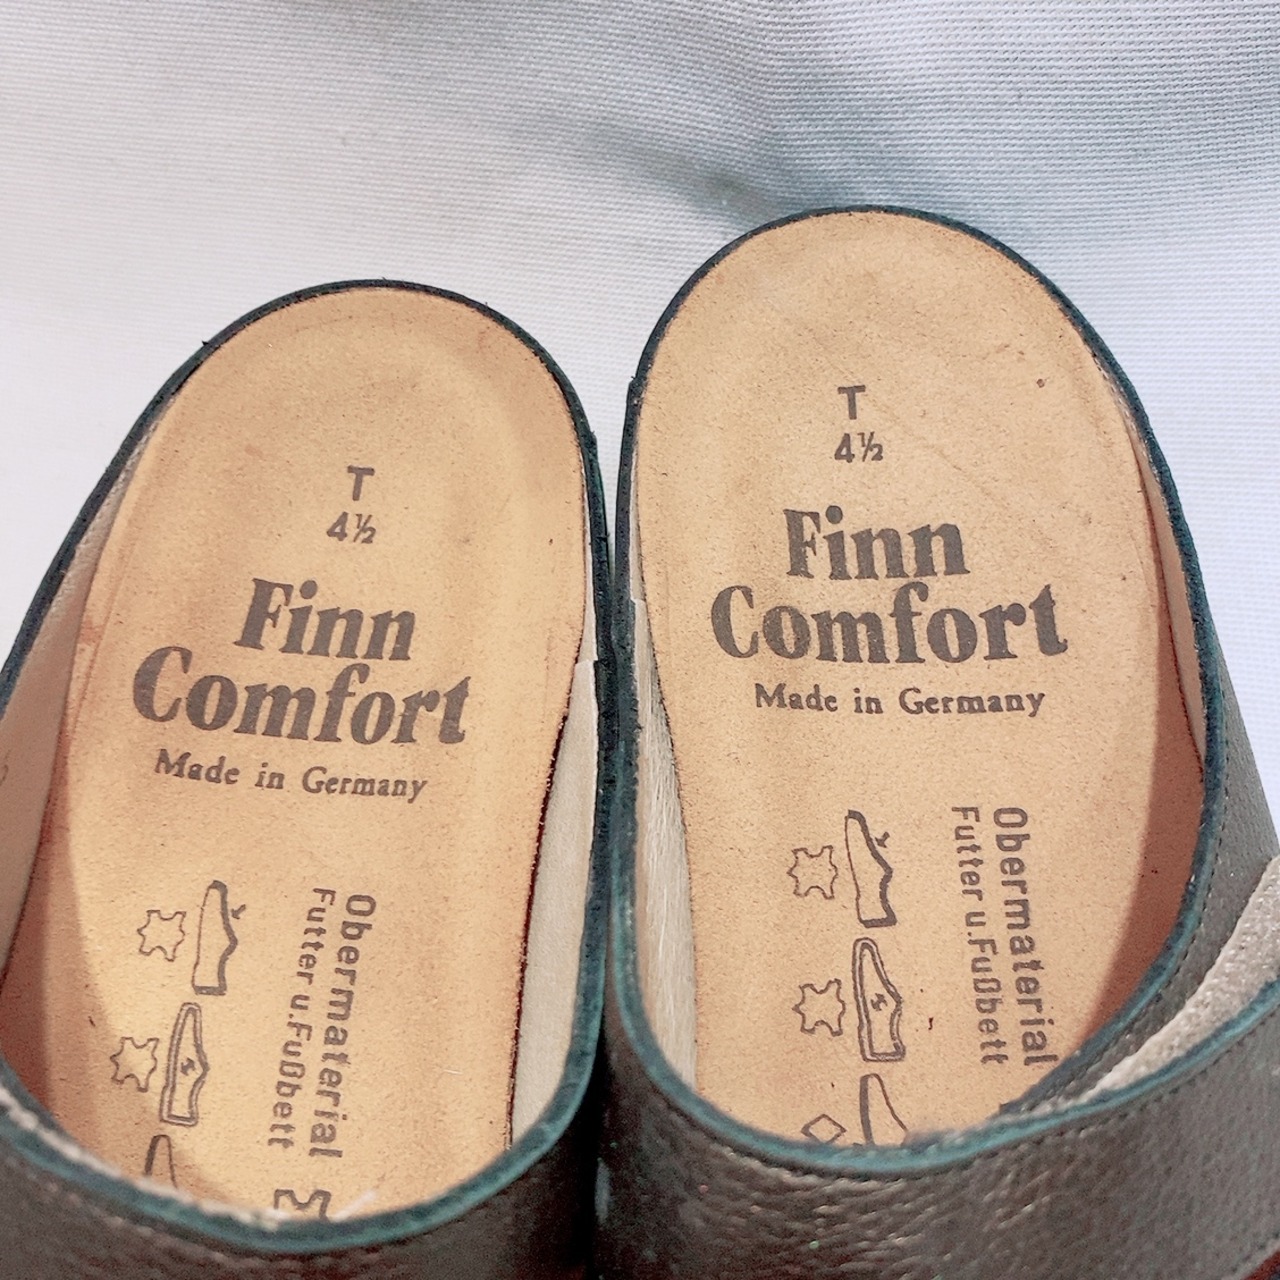 T
4½
Finn
Comfort
Made in Germany
Obermaterial
Futter u.Fußbett
T
4½
Finn
Comfort
Made in Germany
Obermaterial
Futter u.Fußbett